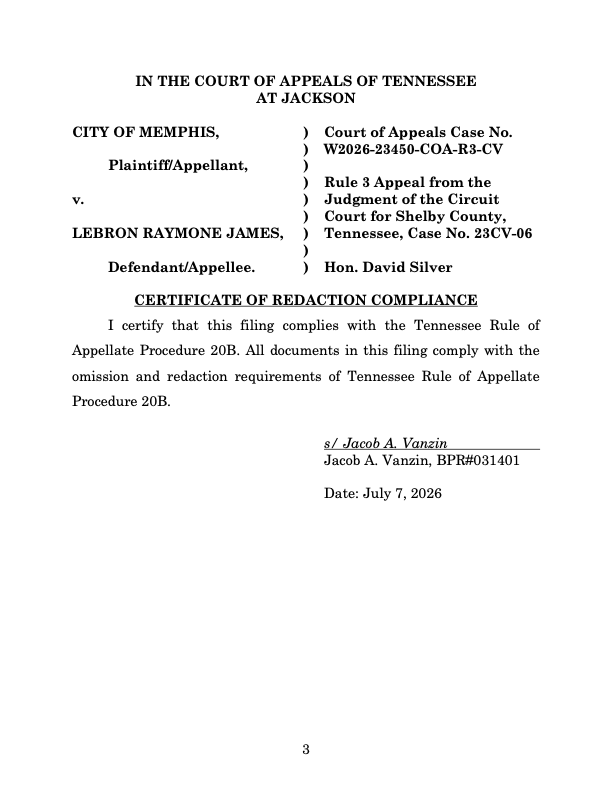 IN THE COURT OF APPEALS OF TENNESSEE
AT JACKSON
CITY OF MEMPHIS, ) Court of Appeals Case No.
) W2026-23450-COA-R3-CV
Plaintiff/Appellant, )
) Rule 3 Appeal from the
v. ) Judgment of the Circuit
) Court for Shelby County,
LEBRON RAYMONE JAMES, ) Tennessee, Case No. 23CV-06
)
Defendant/Appellee. ) Hon. David Silver
CERTIFICATE OF REDACTION COMPLIANCE
I certify that this filing complies with the Tennessee Rule of
Appellate Procedure 20B. All documents in this filing comply with the
omission and redaction requirements of Tennessee Rule of Appellate
Procedure 20B.
s/ Jacob A. Vanzin
Jacob A. Vanzin, BPR#031401
Date: July 7, 2026
3